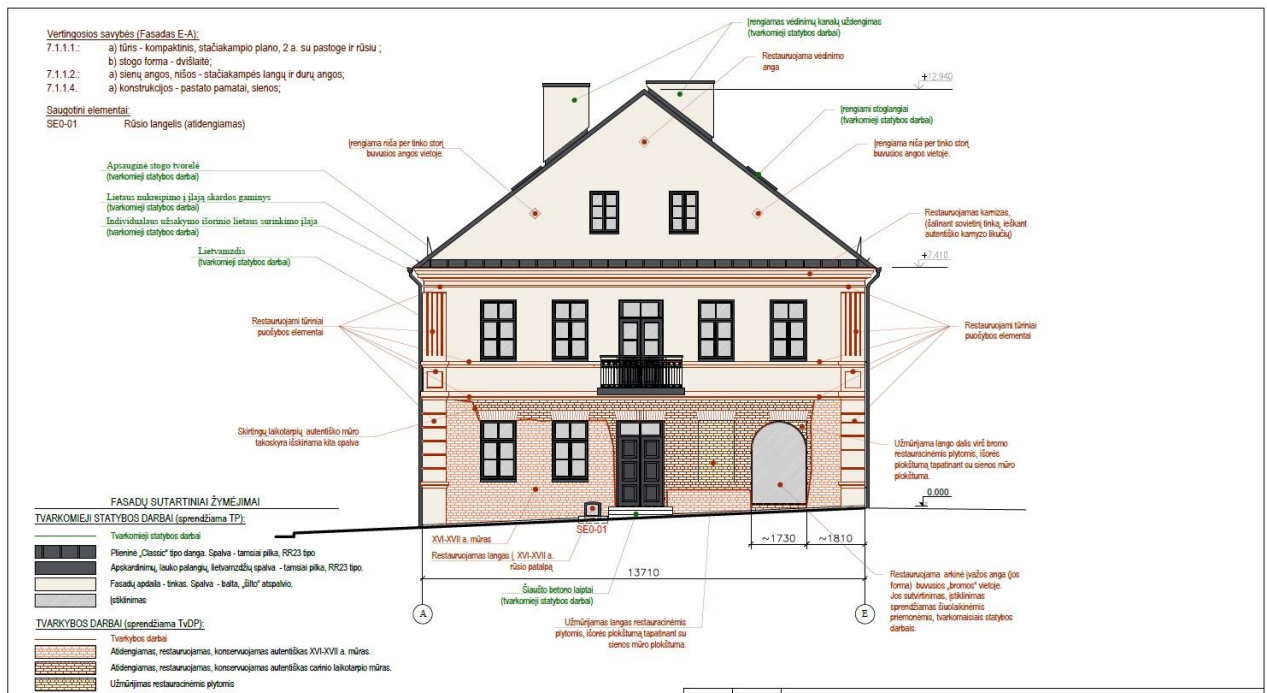 Vertingosios savybės (Fasadas E-A):
7.1.1.1.: a) tūris - kompaktinis, stačiakampio plano, 2 a. su pastoge ir rūsiu ;
b) stogo forma - dvišlaitė;
7.1.1.2.: a) sienų angos, nišos - stačiakampės langų ir durų angos;
7.1.1.4. a) konstrukcijos - pastato pamatai, sienos;
Saugotini elementai:
SE0-01 Rūsio langelis (atidengiamas)
Įrengiamas vėdinimų kanalų uždengimas
(tvarkomieji statybos darbai)
Restauruojama vėdinimo
anga
+12.940
Įrengiami stoglangiai
(tvarkomieji statybos darbai)
Įrengiama niša per tinko storį
buvusios angos vietoje.
Įrengiama niša per tinko storį
buvusios angos vietoje.
Apsauginė stogo tvorelė
(tvarkomieji statybos darbai)
Lietaus nukreipimo į įlają skardos gaminys
(tvarkomieji statybos darbai)
Individualaus užsakymo išorinio lietaus surinkimo įlaja
(tvarkomieji statybos darbai)
Lietvamzdis
(tvarkomieji statybos darbai)
Restauruojamas karnizas,
(šalinant sovietinį tinką, ieškant
autentiško karnyzo likučių)
+7.410
Restauruojami tūriniai
puošybos elementai
Restauruojami tūriniai
puošybos elementai
Skirtingų laikotarpių, autentiško mūro
takoskyra išskiriama kita spalva
Užmūrijama lango dalis virš bromo
restauracinėmis plytomis, išorės
plokštumą tapatinant su sienos mūro
plokštuma.
0.000
SE0-01
XVI-XVII a. mūras
Restauruojamas langas į XVI-XVII a.
rūsio patalpą
~1730
~1810
13710
A
E
Šiaušto betono laiptai
(tvarkomieji statybos darbai)
Užmūrijamas langas restauracinėmis
plytomis, išorės plokštumą tapatinant su
sienos mūro plokštuma.
Restauruojama arkinė įvažos anga (jos
forma) buvusios „bromos" vietoje.
Jos sutvirtinimas, įstiklinimas
sprendžiamas šiuolaikinėmis
priemonėmis, tvarkomaisiais statybos
darbais.
FASADŲ SUTARTINIAI ŽYMĖJIMAI
TVARKOMIEJI STATYBOS DARBAI (sprendžiama TP):
Tvarkomieji statybos darbai
Plieninė „Classic" tipo danga. Spalva - tamsiai pilka, RR23 tipo
Apskardinimų, lauko palangių, lietvamzdžių spalva - tamsiai pilka, RR23 tipo.
Fasadų apdaila - tinkas. Spalva - balta, „šilto" atspalvio.
Įstiklinimas
TVARKYBOS DARBAI (sprendžiama TvDP):
Tvarkybos darbai
Atidengiamas, restauruojamas, konservuojamas autentiškas XVI-XVII a. mūras.
Atidengiamas, restauruojamas, konservuojamas autentiškas carinio laikotarpio mūras.
Užmūrijimas restauracinėmis plytomis